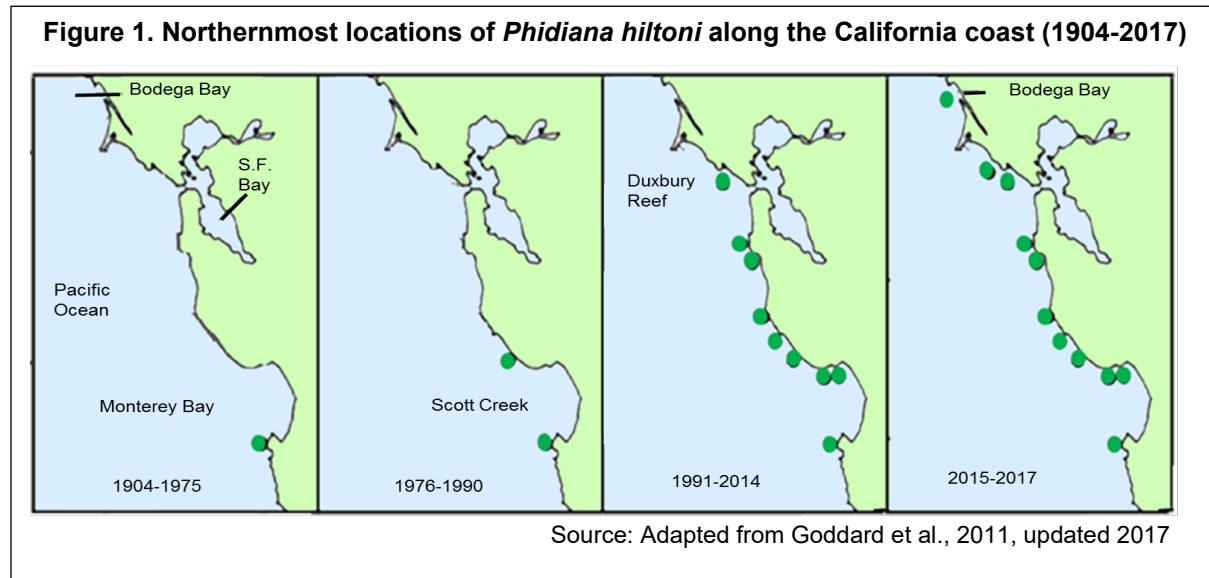 Figure 1. Northernmost locations of Phidiana hiltoni along the California coast (1904-2017)
Bodega Bay
S.F.
Bay
Pacific
Ocean
Monterey Bay
1904-1975
Scott Creek
1976-1990
Duxbury
Reef
1991-2014
Bodega Bay
2015-2017
Source: Adapted from Goddard et al., 2011, updated 2017